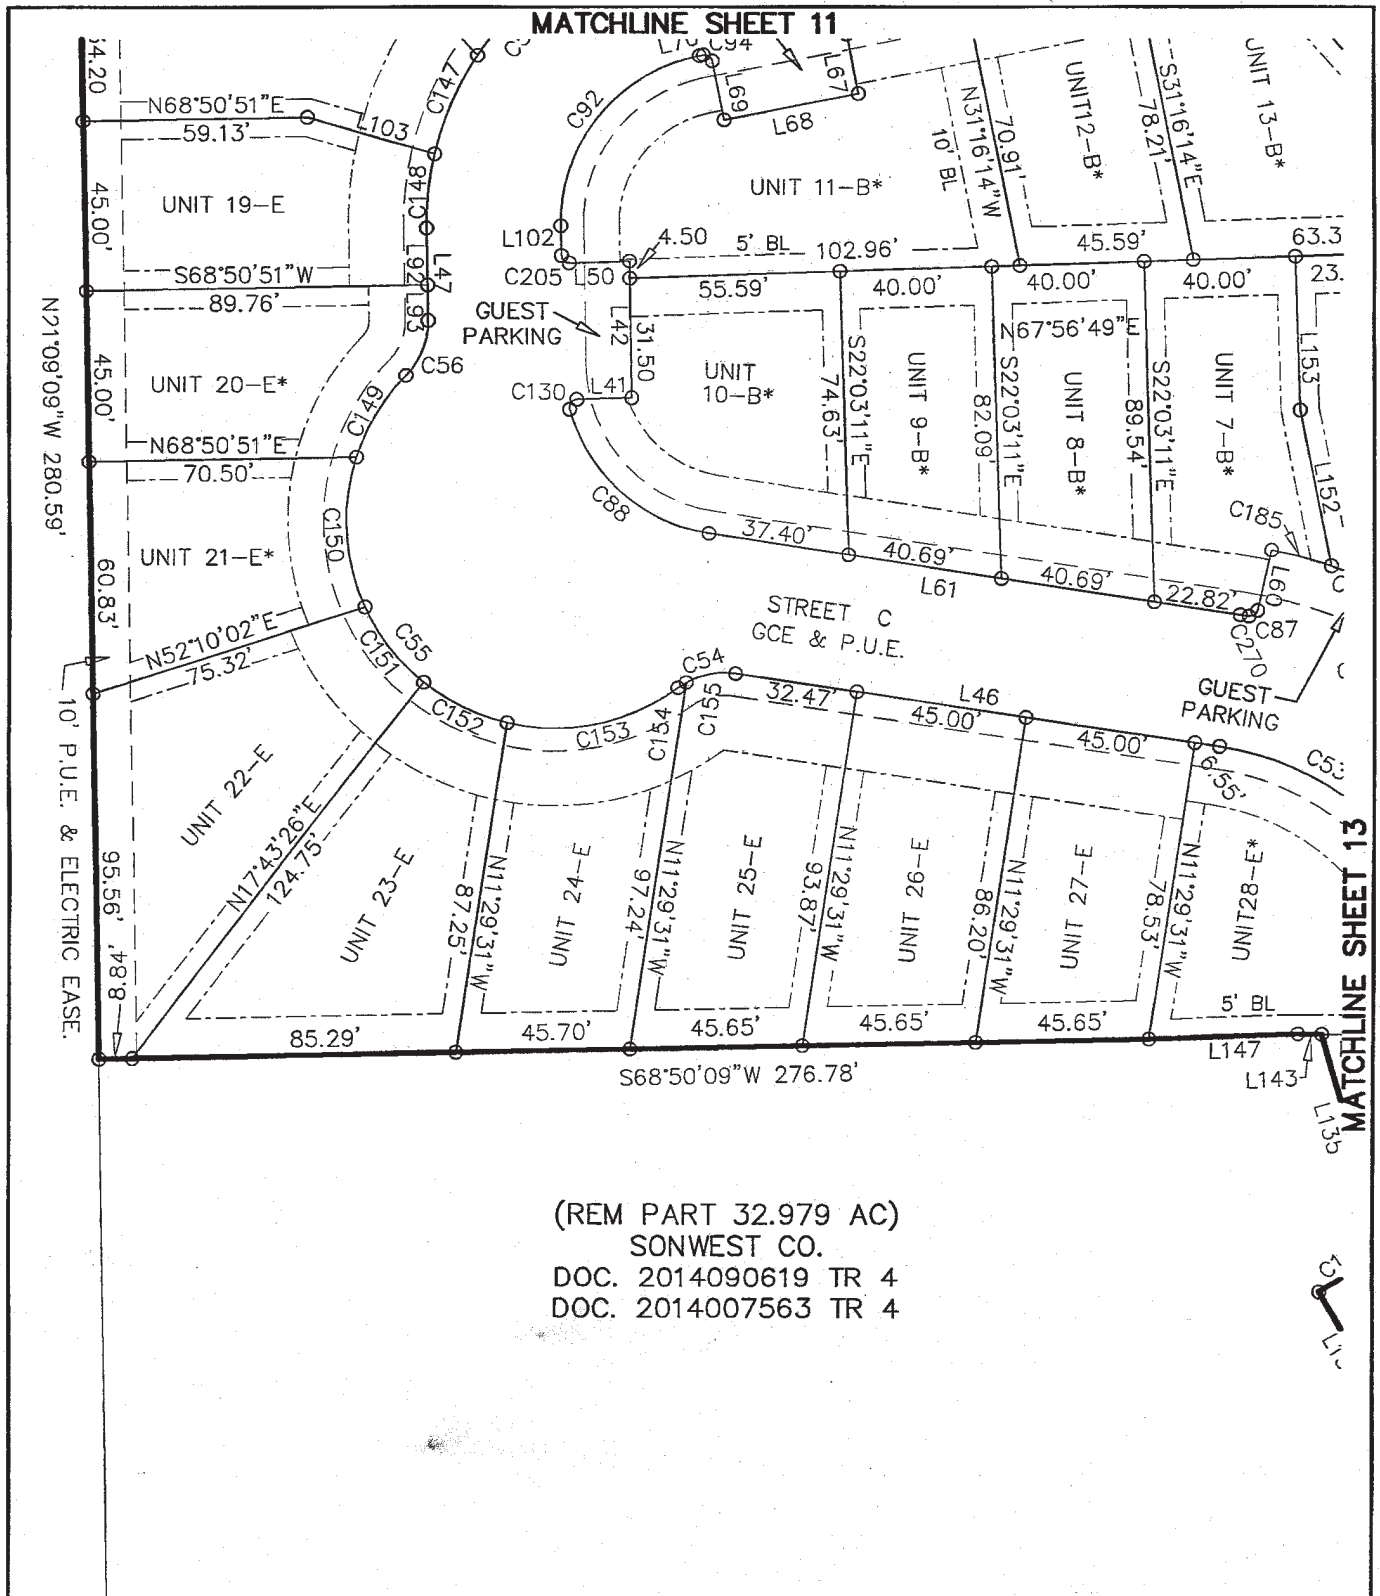 MATCHLINE SHEET 11
54.20
N68°50'51"E
59.13'
L103
C147
C92
C94
L69
L67
L68
N31°16'14"W
70.91'
10' BL
UNIT12-B*
S31°16'14"E
78.21'
UNIT 13-B*
UNIT 19-E
C148
UNIT 11-B*
45.00'
L102
4.50
5' BL
102.96'
45.59'
63.3
S68°50'51"W
89.76'
L92
L47
C205
L50
55.59'
40.00'
40.00'
40.00'
23.
GUEST
PARKING
L93
L42
31.50
N67°56'49"E
L153
N21°09'09"W 280.59'
45.00'
UNIT 20-E*
C56
C149
C130
L41
UNIT
10-B*
S22°03'11"E
74.63'
UNIT 9-B*
S22°03'11"E
82.09'
UNIT 8-B*
S22°03'11"E
89.54'
UNIT 7-B*
N68°50'51"E
70.50'
L152
C88
C185
C150
37.40'
UNIT 21-E*
40.69'
L61
40.69'
22.82'
L60
C87
C270
60.83'
N52°10'02"E
75.32'
C55
C151
STREET C
GCE & P.U.E.
C54
32.47'
L46
GUEST
PARKING
C152
C153
C154
C155
45.00'
45.00'
6.55'
C53
10' P.U.E. & ELECTRIC EASE.
UNIT 22-E
N17°43'26"E
124.75'
UNIT 23-E
87.25'
N11°29'31"W
UNIT 24-E
97.24'
N11°29'31"W
UNIT 25-E
93.87'
N11°29'31"W
UNIT 26-E
86.20'
N11°29'31"W
UNIT 27-E
78.53'
N11°29'31"W
UNIT28-E*
MATCHLINE SHEET 13
95.56'
8.84'
5' BL
85.29'
45.70'
45.65'
45.65'
45.65'
L147
L143
S68°50'09"W 276.78'
L135
(REM PART 32.979 AC)
SONWEST CO.
DOC. 2014090619 TR 4
DOC. 2014007563 TR 4